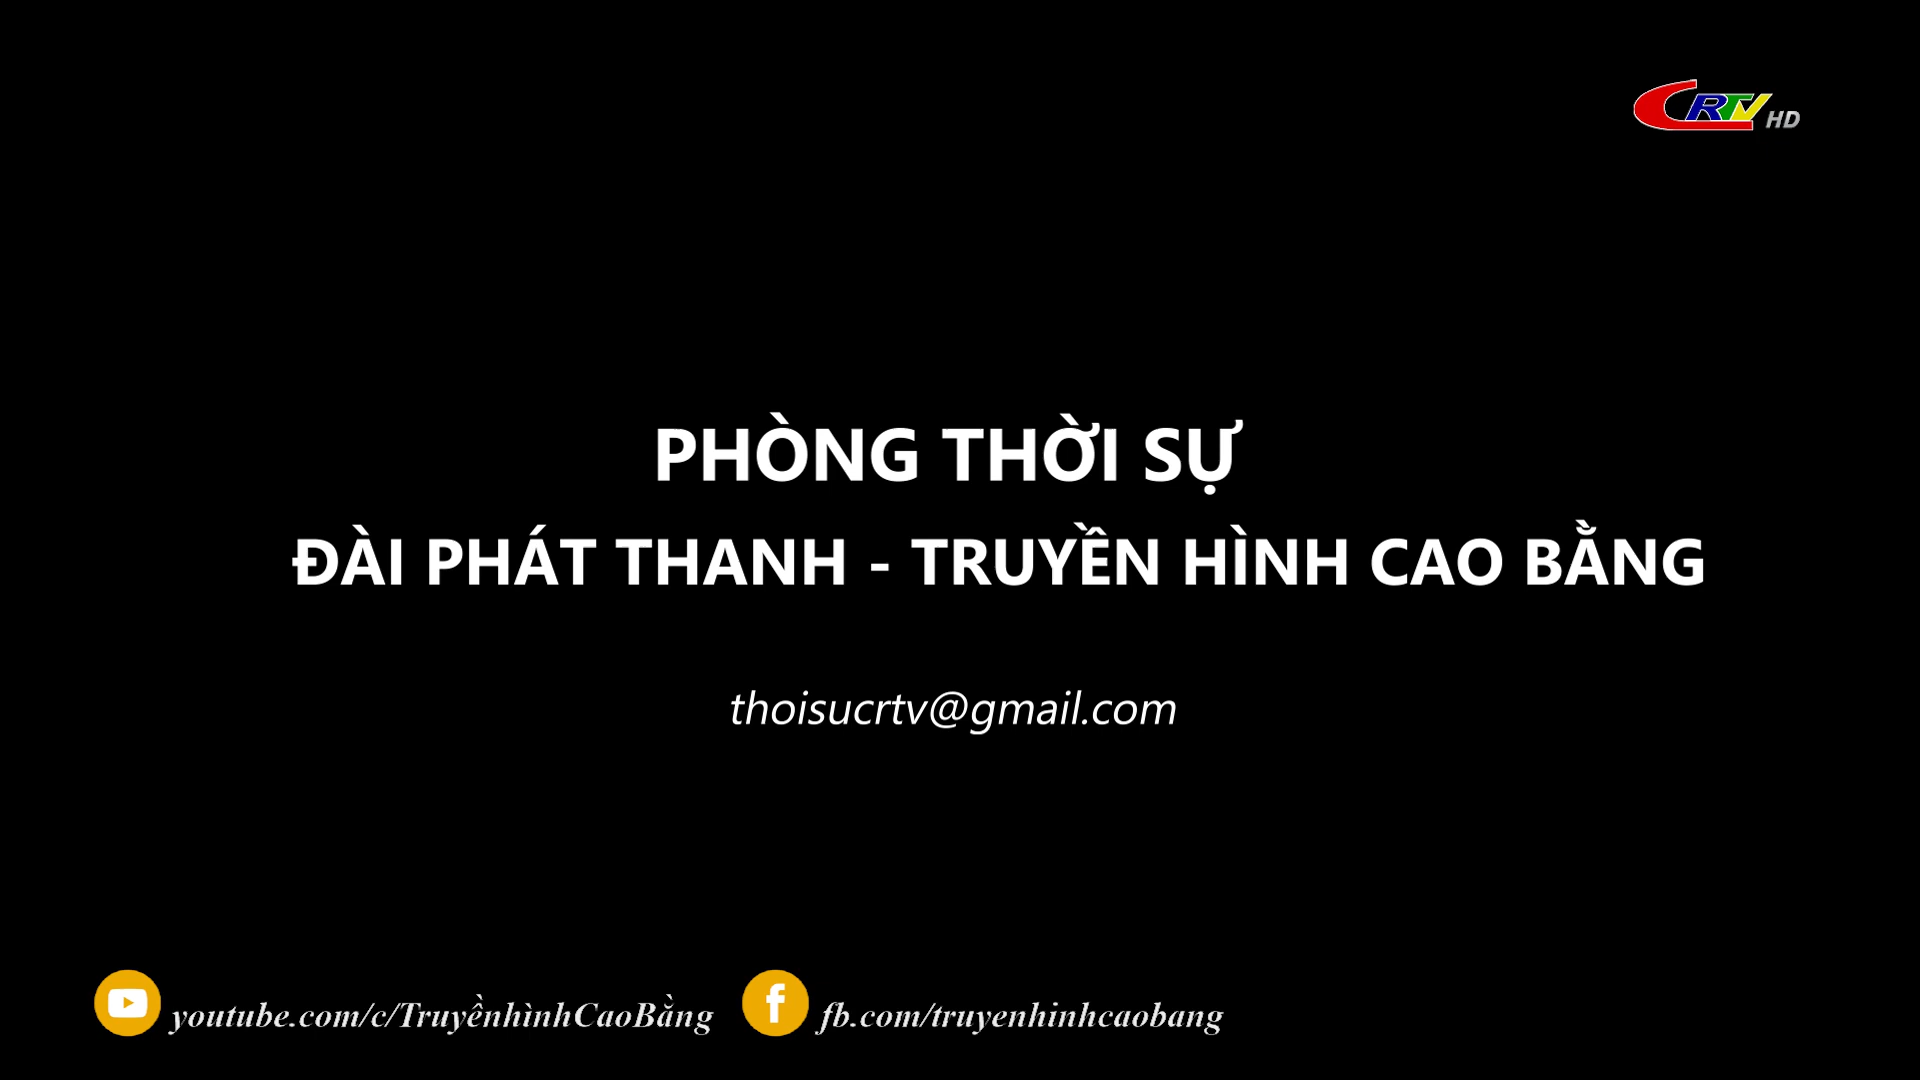 CRTV HD
PHÒNG THỜI SỰ
ĐÀI PHÁT THANH - TRUYỀN HÌNH CAO BẰNG
thoisucrtv@gmail.com
youtube.com/c/TruyềnhìnhCaoBằng fb.com/truyenhinhcaobang